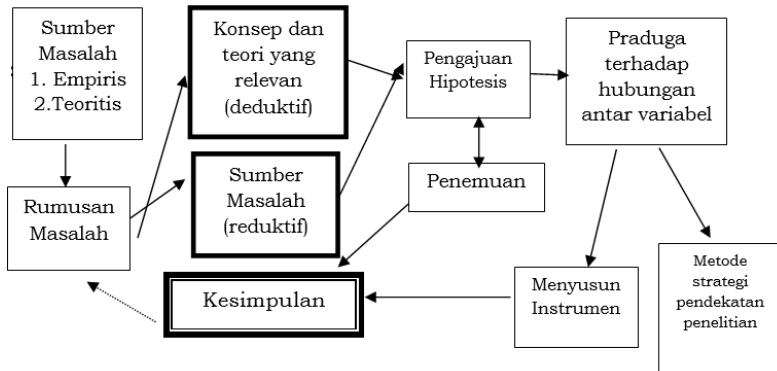 Sumber
Masalah
1. Empiris
2.Teoritis
Konsep dan
teori yang
relevan
(deduktif)
Pengajuan
Hipotesis
Praduga
terhadap
hubungan
antar variabel
Rumusan
Masalah
Sumber
Masalah
(reduktif)
Penemuan
Kesimpulan
Menyusun
Instrumen
Metode
strategi
pendekatan
penelitian